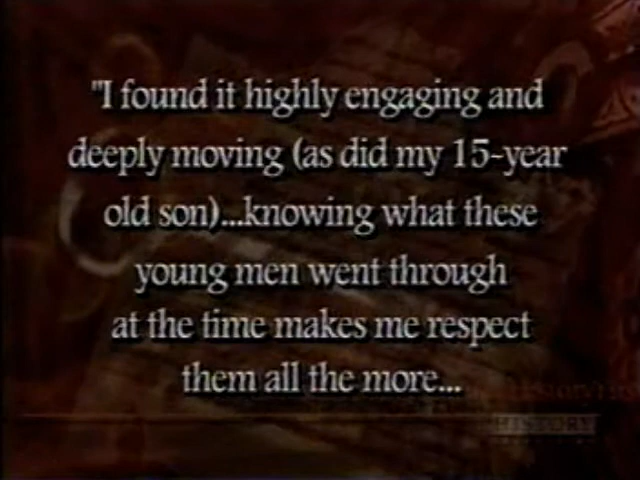 "I found it highly engaging and
deeply moving (as did my 15-year
old son)...knowing what these
young men went through
at the time makes me respect
them all the more...
HISTORY